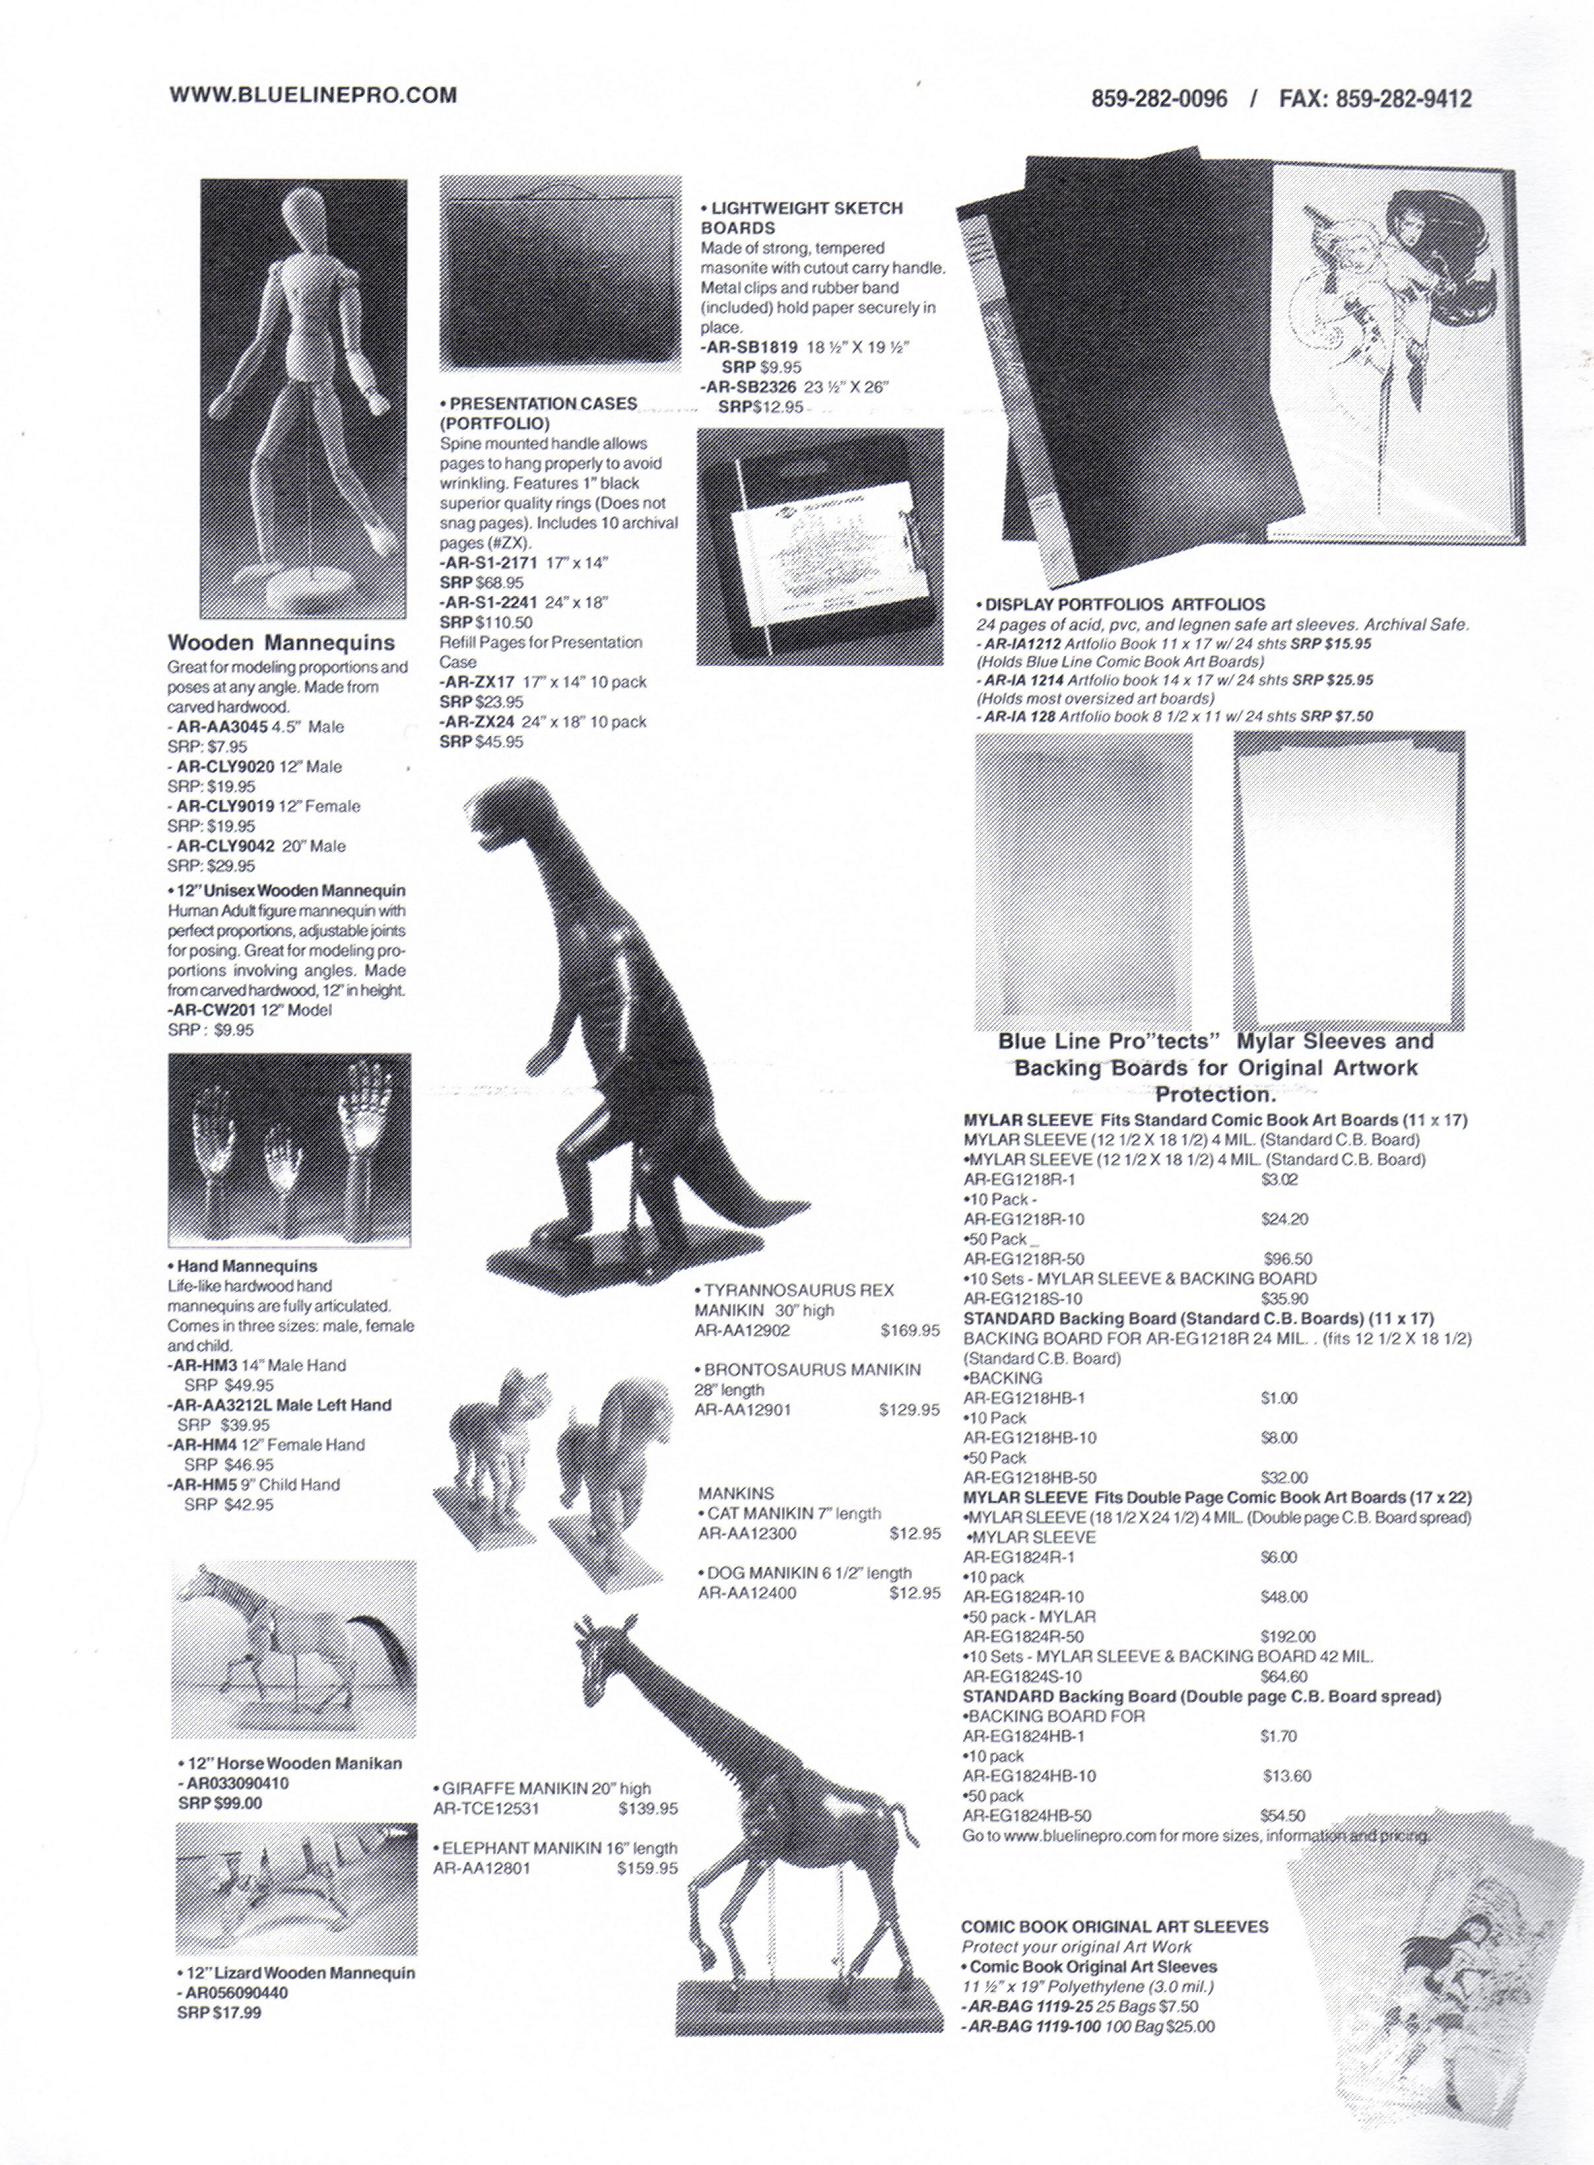 WWW.BLUELINEPRO.COM
859-282-0096 / FAX: 859-282-9412
Wooden Mannequins
Great for modeling proportions and
poses at any angle. Made from
carved hardwood.
- AR-AA3045 4.5" Male
SRP: $7.95
- AR-CLY9020 12" Male
SRP: $19.95
- AR-CLY9019 12" Female
SRP: $19.95
- AR-CLY9042 20" Male
SRP: $29.95
• 12" Unisex Wooden Mannequin
Human Adult figure mannequin with
perfect proportions, adjustable joints
for posing. Great for modeling pro-
portions involving angles. Made
from carved hardwood, 12" in height.
-AR-CW201 12" Model
SRP : $9.95
• Hand Mannequins
Life-like hardwood hand
mannequins are fully articulated.
Comes in three sizes: male, female
and child.
-AR-HM3 14" Male Hand
SRP $49.95
-AR-AA3212L Male Left Hand
SRP $39.95
-AR-HM4 12" Female Hand
SRP $46.95
-AR-HM5 9" Child Hand
SRP $42.95
• 12" Horse Wooden Manikan
- AR033090410
SRP $99.00
• 12" Lizard Wooden Mannequin
- AR056090440
SRP $17.99
• PRESENTATION CASES
(PORTFOLIO)
Spine mounted handle allows
pages to hang properly to avoid
wrinkling. Features 1" black
superior quality rings (Does not
snag pages). Includes 10 archival
pages (#ZX).
-AR-S1-2171 17" x 14"
SRP $68.95
-AR-S1-2241 24" x 18"
SRP $110.50
Refill Pages for Presentation
Case
-AR-ZX17 17" x 14" 10 pack
SRP $23.95
-AR-ZX24 24" x 18" 10 pack
SRP $45.95
• LIGHTWEIGHT SKETCH
BOARDS
Made of strong, tempered
masonite with cutout carry handle.
Metal clips and rubber band
(included) hold paper securely in
place.
-AR-SB1819 18 ½" X 19 ½"
SRP $9.95
-AR-SB2326 23 ½" X 26"
SRP$12.95
• TYRANNOSAURUS REX
MANIKIN 30" high
AR-AA12902 $169.95
• BRONTOSAURUS MANIKIN
28" length
AR-AA12901 $129.95
MANKINS
• CAT MANIKIN 7" length
AR-AA12300 $12.95
• DOG MANIKIN 6 1/2" length
AR-AA12400 $12.95
• GIRAFFE MANIKIN 20" high
AR-TCE12531 $139.95
• ELEPHANT MANIKIN 16" length
AR-AA12801 $159.95
• DISPLAY PORTFOLIOS ARTFOLIOS
24 pages of acid, pvc, and legnen safe art sleeves. Archival Safe.
- AR-IA1212 Artfolio Book 11 x 17 w/ 24 shts SRP $15.95
(Holds Blue Line Comic Book Art Boards)
- AR-IA 1214 Artfolio book 14 x 17 w/ 24 shts SRP $25.95
(Holds most oversized art boards)
- AR-IA 128 Artfolio book 8 1/2 x 11 w/ 24 shts SRP $7.50
Blue Line Pro"tects" Mylar Sleeves and
Backing Boards for Original Artwork
Protection.
MYLAR SLEEVE Fits Standard Comic Book Art Boards (11 x 17)
MYLAR SLEEVE (12 1/2 X 18 1/2) 4 MIL. (Standard C.B. Board)
•MYLAR SLEEVE (12 1/2 X 18 1/2) 4 MIL. (Standard C.B. Board)
AR-EG1218R-1 $3.02
•10 Pack -
AR-EG1218R-10 $24.20
•50 Pack _
AR-EG1218R-50 $96.50
•10 Sets - MYLAR SLEEVE & BACKING BOARD
AR-EG1218S-10 $35.90
STANDARD Backing Board (Standard C.B. Boards) (11 x 17)
BACKING BOARD FOR AR-EG1218R 24 MIL. . (fits 12 1/2 X 18 1/2)
(Standard C.B. Board)
•BACKING
AR-EG1218HB-1 $1.00
•10 Pack
AR-EG1218HB-10 $8.00
•50 Pack
AR-EG1218HB-50 $32.00
MYLAR SLEEVE Fits Double Page Comic Book Art Boards (17 x 22)
•MYLAR SLEEVE (18 1/2 X 24 1/2) 4 MIL. (Double page C.B. Board spread)
•MYLAR SLEEVE
AR-EG1824R-1 $6.00
•10 pack
AR-EG1824R-10 $48.00
•50 pack - MYLAR
AR-EG1824R-50 $192.00
•10 Sets - MYLAR SLEEVE & BACKING BOARD 42 MIL.
AR-EG1824S-10 $64.60
STANDARD Backing Board (Double page C.B. Board spread)
•BACKING BOARD FOR
AR-EG1824HB-1 $1.70
•10 pack
AR-EG1824HB-10 $13.60
•50 pack
AR-EG1824HB-50 $54.50
Go to www.bluelinepro.com for more sizes, information and pricing.
COMIC BOOK ORIGINAL ART SLEEVES
Protect your original Art Work
• Comic Book Original Art Sleeves
11 ½" x 19" Polyethylene (3.0 mil.)
- AR-BAG 1119-25 25 Bags $7.50
- AR-BAG 1119-100 100 Bag $25.00